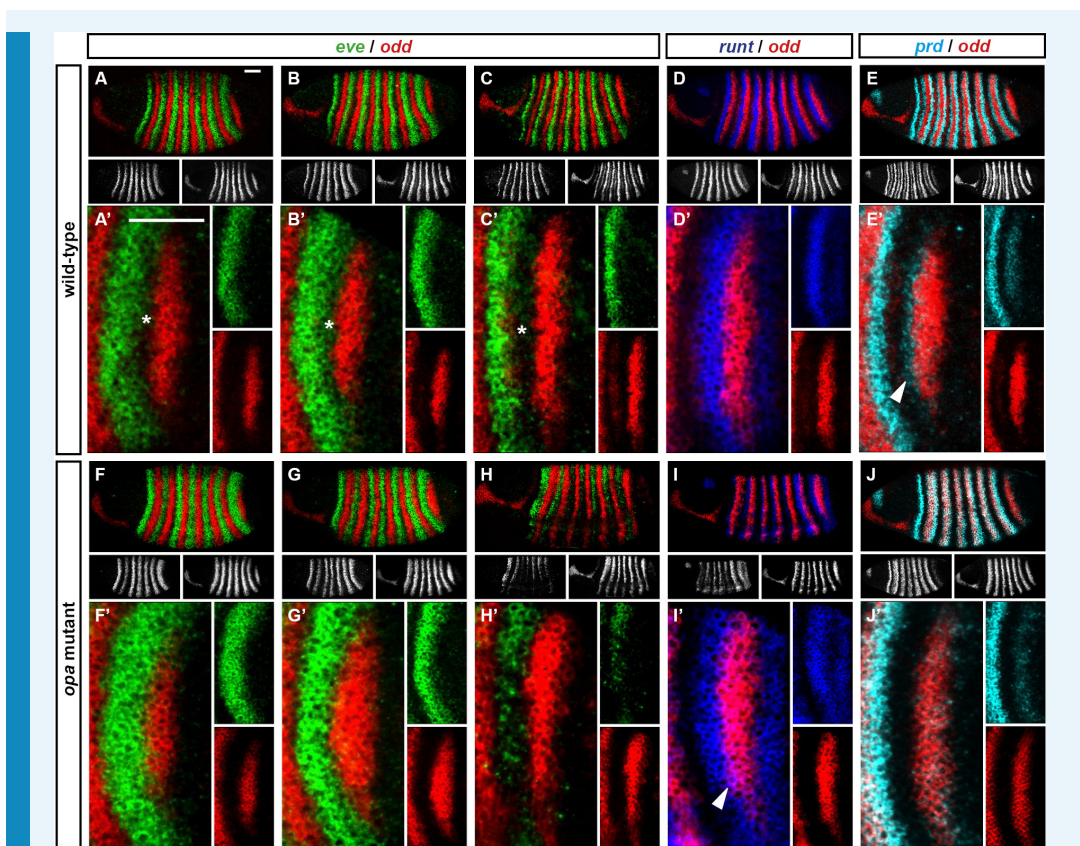 eve / odd
runt / odd
prd / odd
wild-type
A
B
C
D
E
A’
*
B’
*
C’
*
D’
E’
opa mutant
F
G
H
I
J
F’
G’
H’
I’
J’